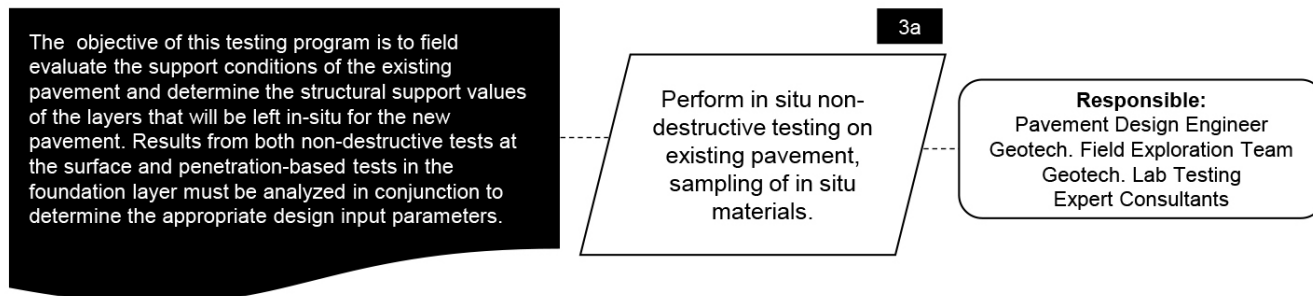 The  objective of this testing program is to field
evaluate the support conditions of the existing
pavement and determine the structural support values
of the layers that will be left in-situ for the new
pavement. Results from both non-destructive tests at
the surface and penetration-based tests in the
foundation layer must be analyzed in conjunction to
determine the appropriate design input parameters.
3a
Perform in situ non-
destructive testing on
existing pavement,
sampling of in situ
materials.
Responsible:
Pavement Design Engineer
Geotech. Field Exploration Team
Geotech. Lab Testing
Expert Consultants